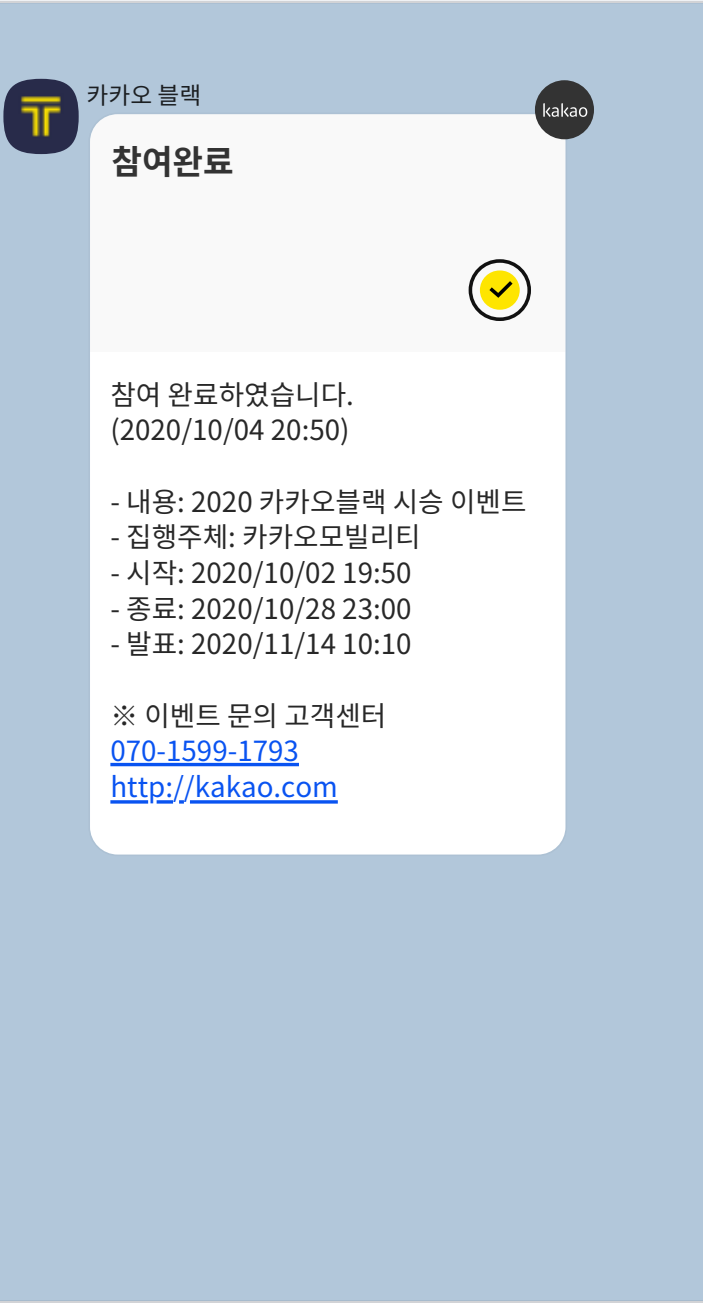 카카오 블랙
kakao
참여완료
참여 완료하였습니다.
(2020/10/04 20:50)
- 내용: 2020 카카오블랙 시승 이벤트
- 집행주체: 카카오모빌리티
- 시작: 2020/10/02 19:50
- 종료: 2020/10/28 23:00
- 발표: 2020/11/14 10:10
※ 이벤트 문의 고객센터
070-1599-1793
http://kakao.com